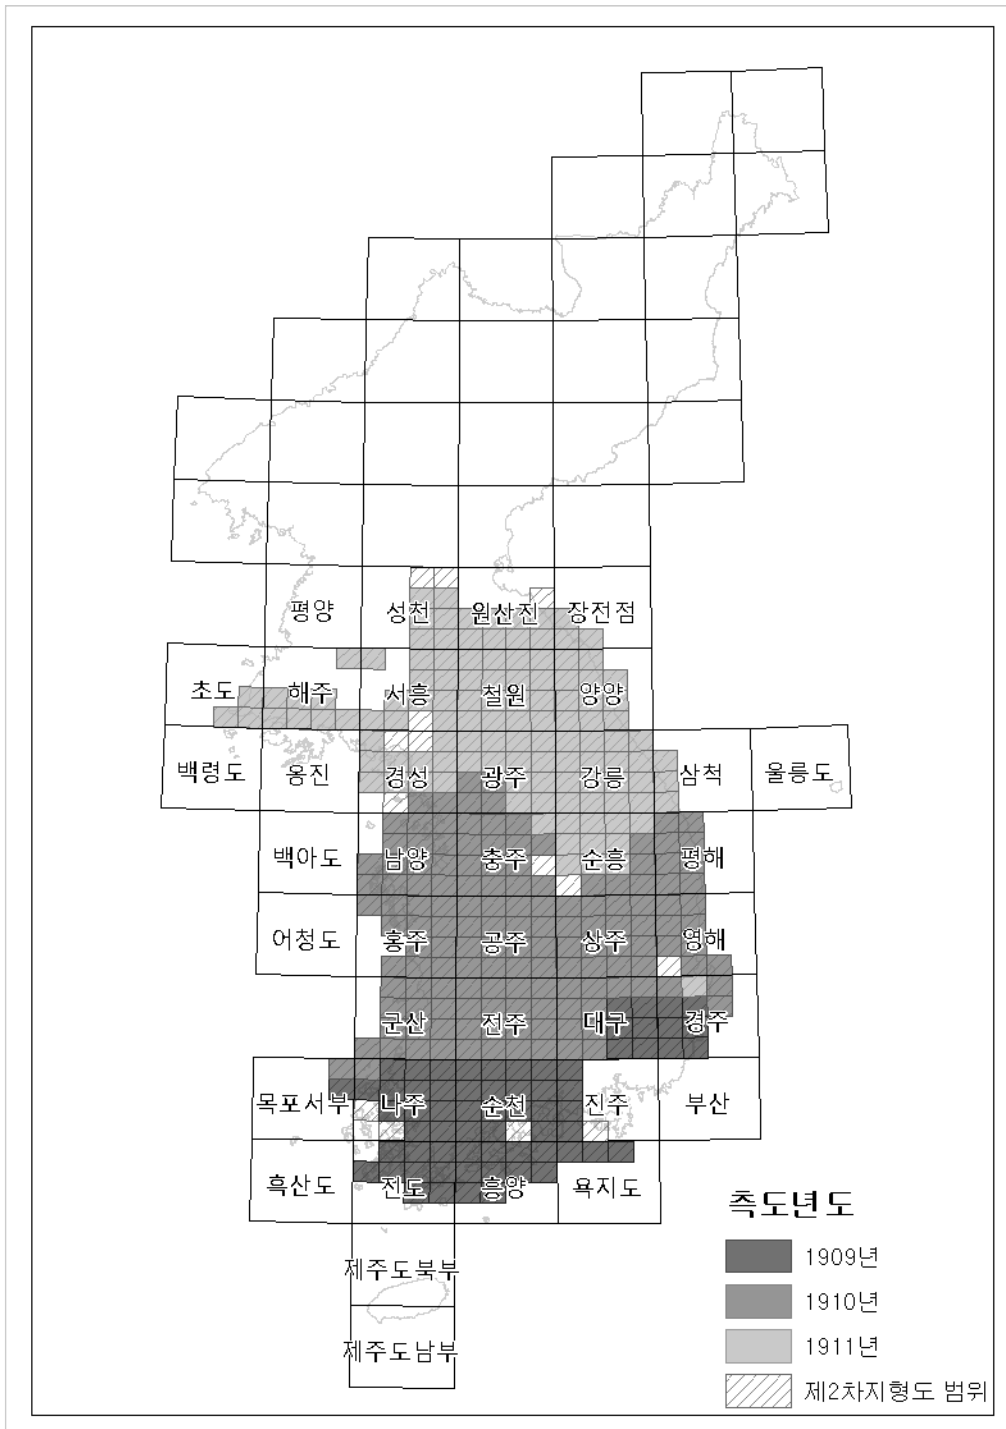 평양 성천 원산진 장전점
초도 해주 서흥 철원 양양
백령도 옹진 경성 광주 강릉 삼척 울릉도
백아도 남양 충주 순흥 평해
어청도 홍주 공주 상주 영해
군산 전주 대구 경주
목포서부 나주 순천 진주 부산
흑산도 진도 흥양 욕지도
제주도북부
제주도남부
측도년도
1909년
1910년
1911년
제2차지형도 범위